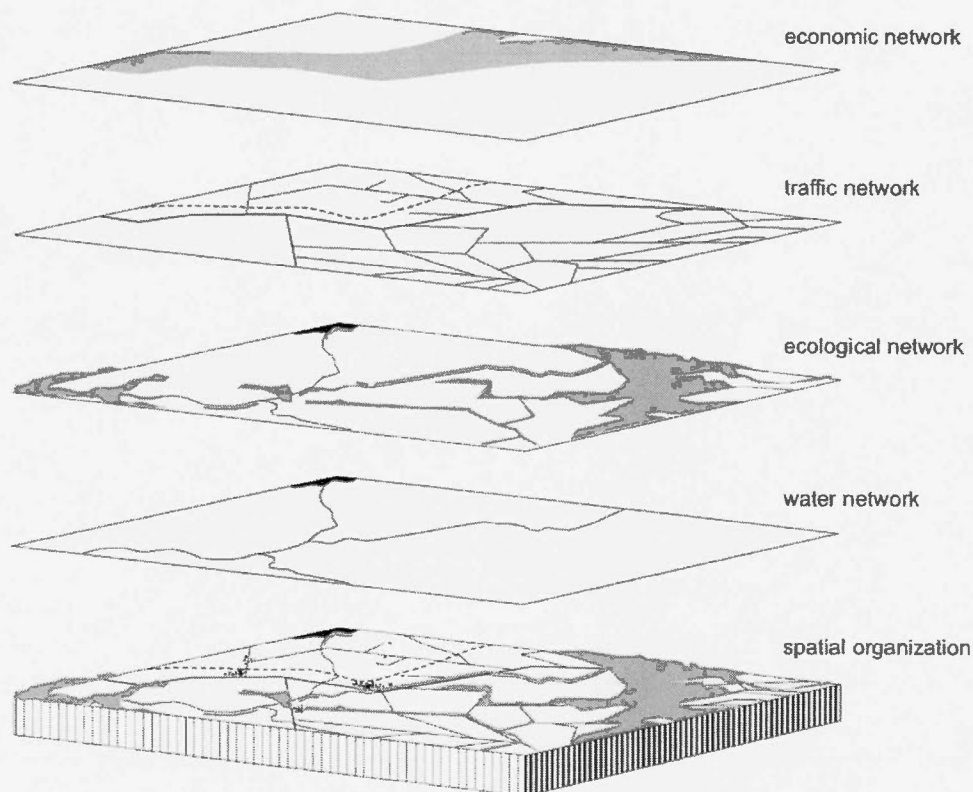 economic network
traffic network
ecological network
water network
spatial organization